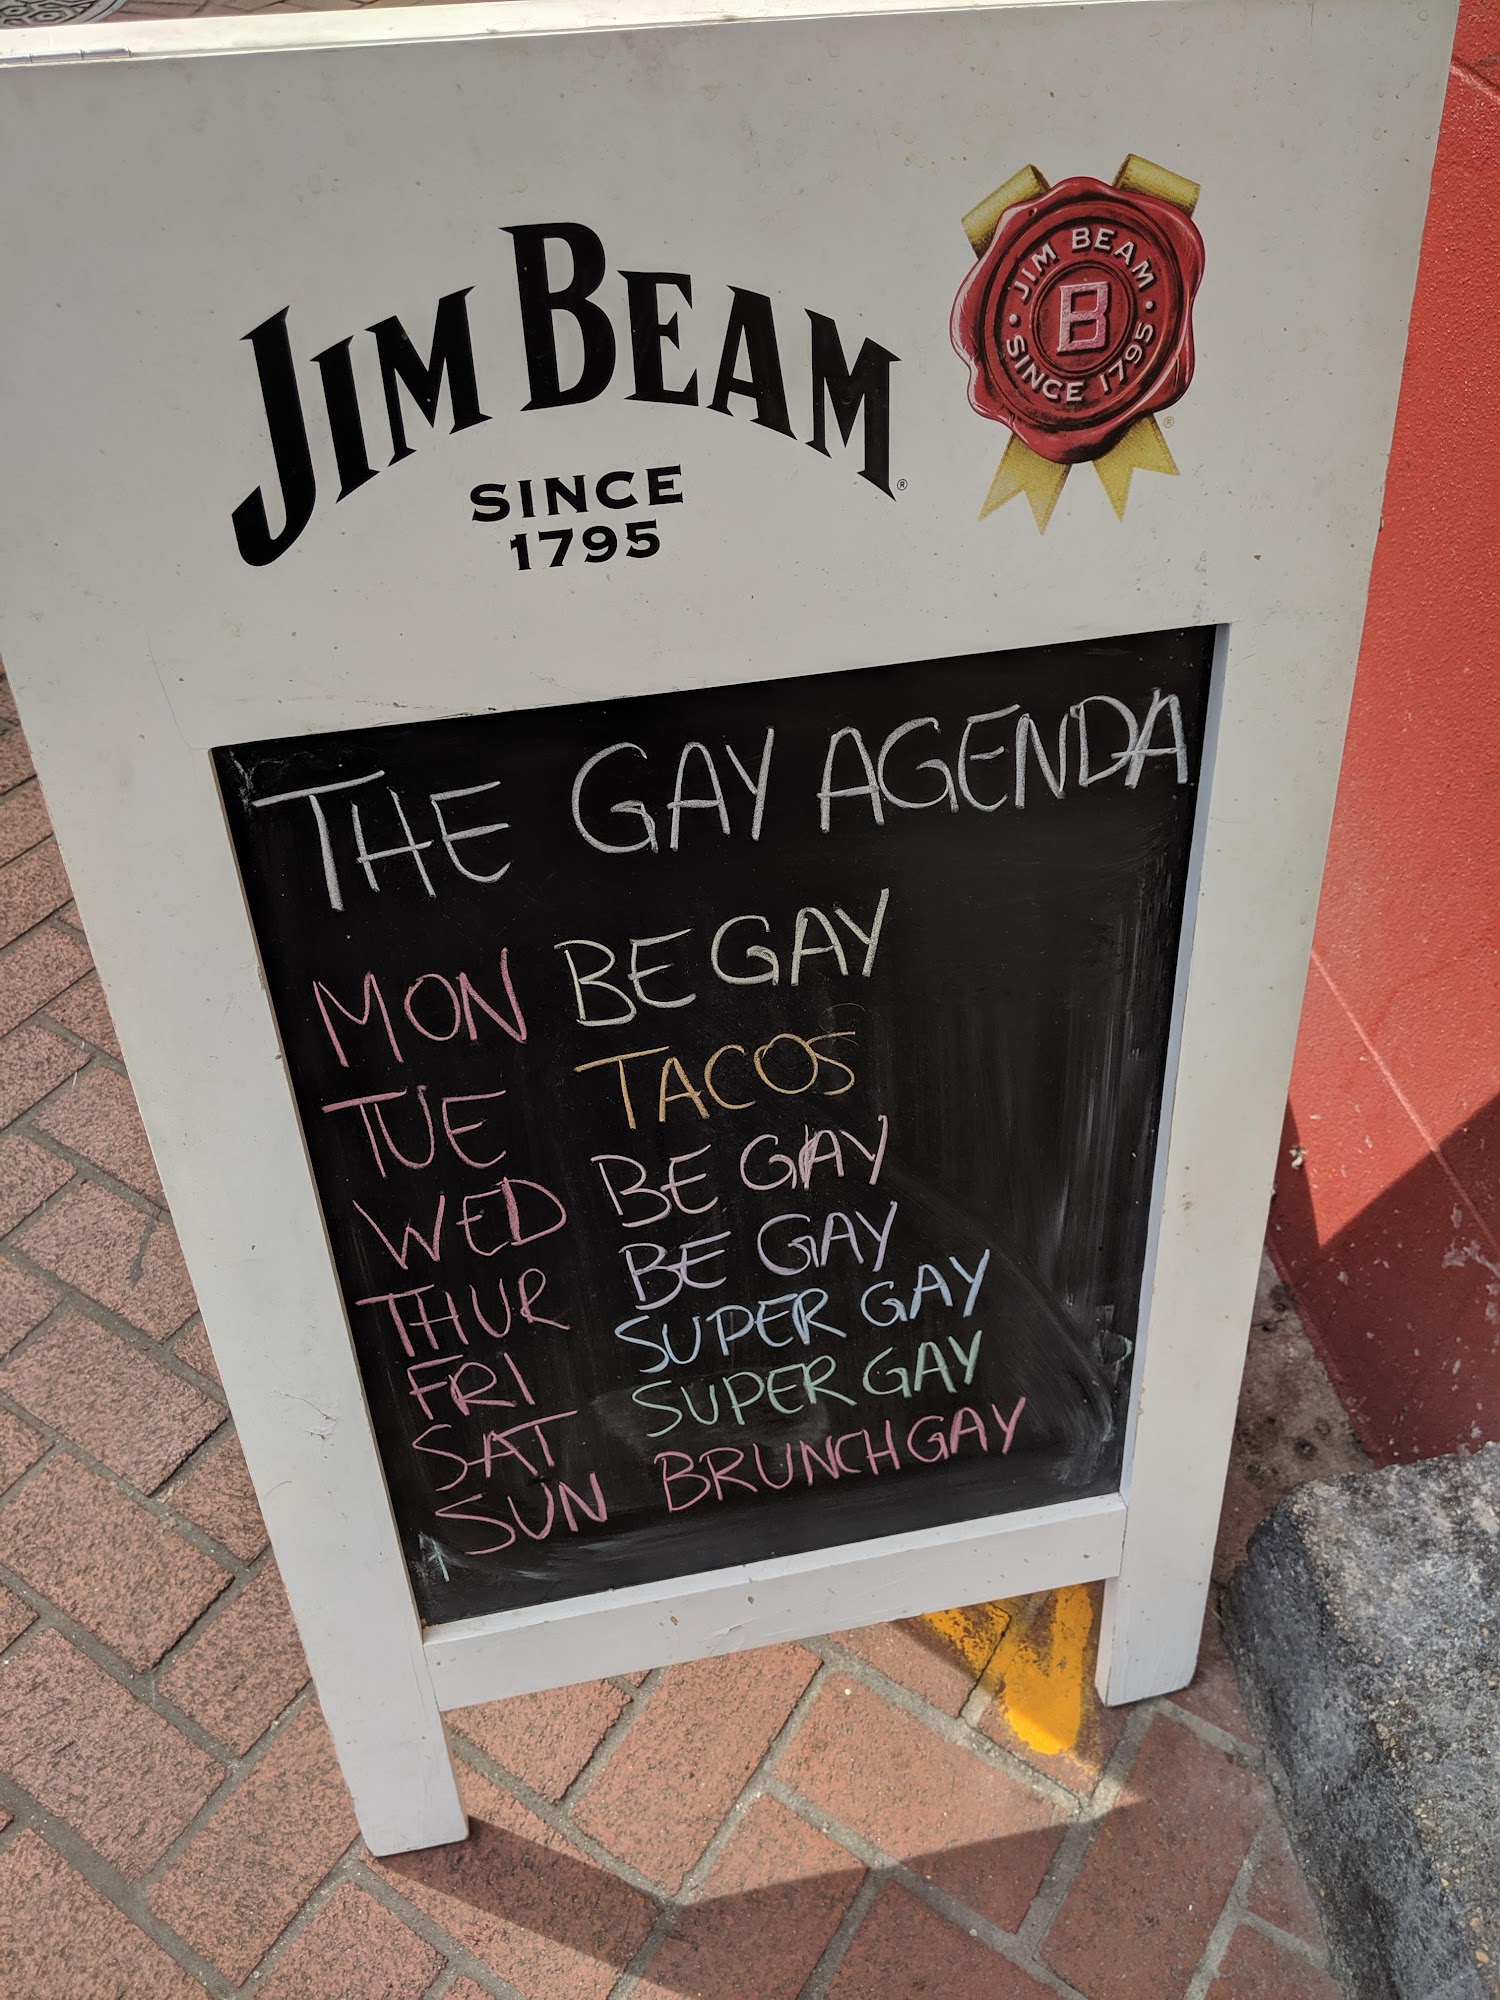 JIM BEAM
SINCE
1795
JIM BEAM
B
SINCE 1795
THE GAY AGENDA
MON BE GAY
TUE TACOS
WED BE GAY
THUR BE GAY
FRI SUPER GAY
SAT SUPER GAY
SUN BRUNCH GAY